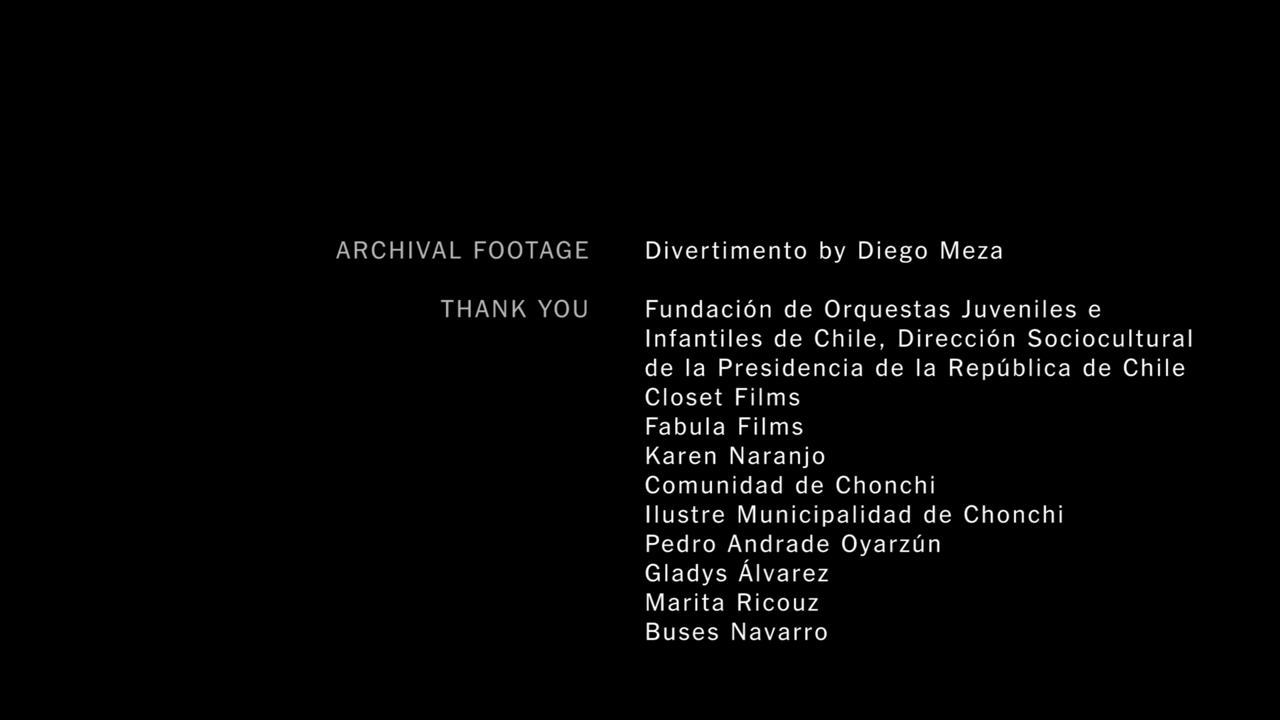 ARCHIVAL FOOTAGE Divertimento by Diego Meza
THANK YOU Fundación de Orquestas Juveniles e
Infantiles de Chile, Dirección Sociocultural
de la Presidencia de la República de Chile
Closet Films
Fabula Films
Karen Naranjo
Comunidad de Chonchi
Ilustre Municipalidad de Chonchi
Pedro Andrade Oyarzún
Gladys Álvarez
Marita Ricouz
Buses Navarro